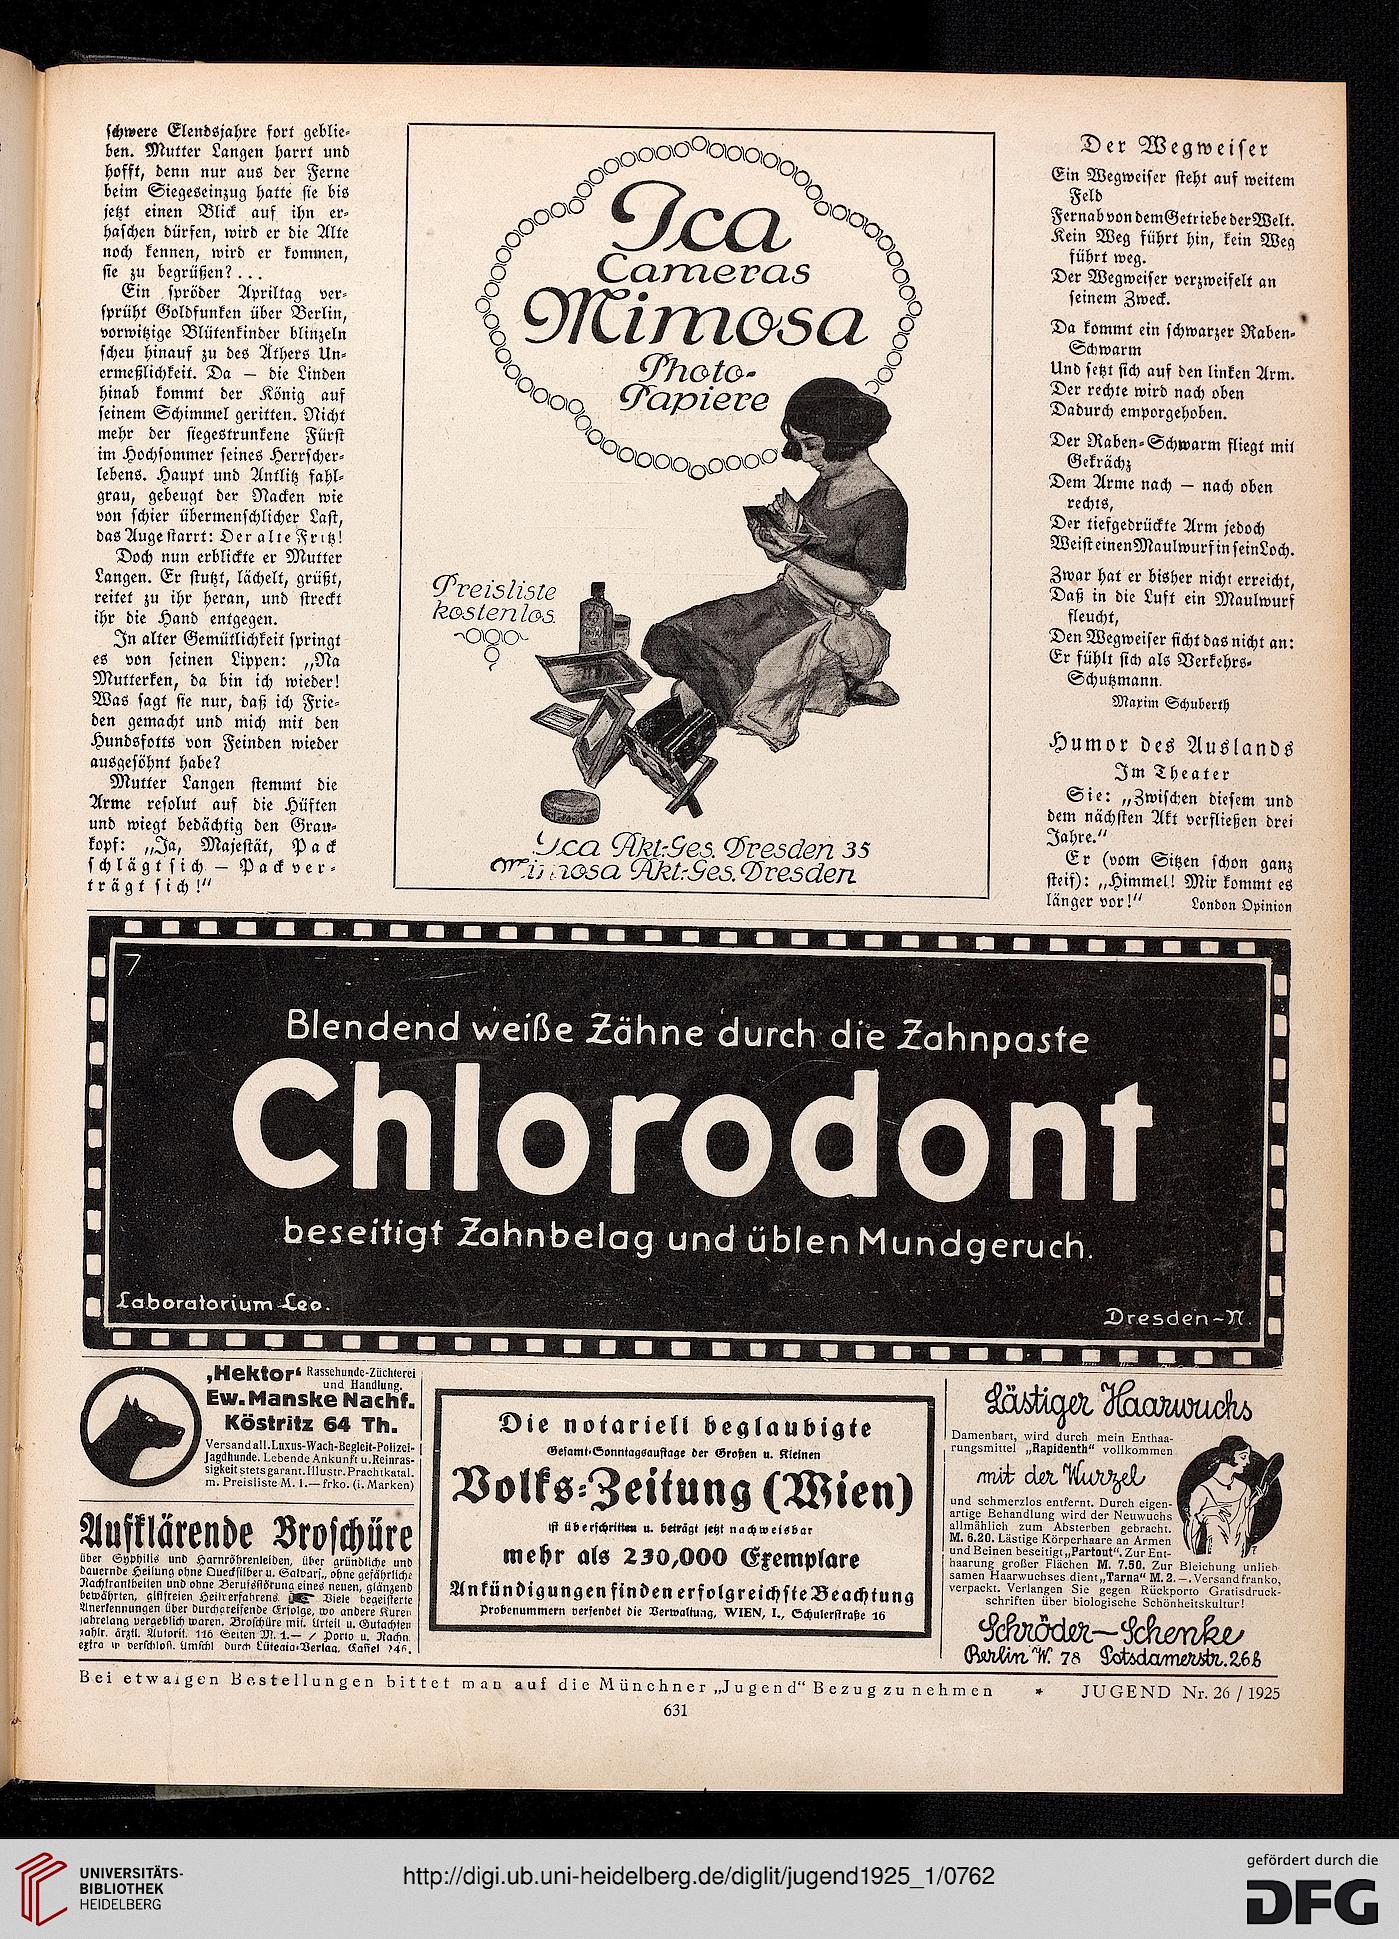 schwere Elendsjahre fort geblie-
ben. Mutter Langen harrt und
hofft, denn nur aus der Ferne
beim Siegeseinzug hatte sie bis
jetzt einen Blick auf ihn er-
haschen dürfen, wird er die Alte
noch kennen, wird er kommen,
sie zu begrüßen? . . .
Ein spröder Apriltag ver-
sprüht Goldfunken über Berlin,
vorwitzige Blütenkinder blinzeln
scheu hinauf zu des Äthers Un-
ermeßlichkeit. Da — die Linden
hinab kommt der König auf
seinem Schimmel geritten. Nicht
mehr der siegestrunkene Fürst
im Hochsommer seines Herrscher-
lebens. Haupt und Antlitz fahl-
grau, gebeugt der Nacken wie
von schier übermenschlicher Last,
das Auge starrt: Der alte Fritz!
Doch nun erblickte er Mutter
Langen. Er stutzt, lächelt, grüßt,
reitet zu ihr heran, und streckt
ihr die Hand entgegen.
In alter Gemütlichkeit springt
es von seinen Lippen: „Na
Mutterken, da bin ich wieder!
Was sagt sie nur, daß ich Frie-
den gemacht und mich mit den
Hundsfotts von Feinden wieder
ausgesöhnt habe?
Mutter Langen stemmt die
Arme resolut auf die Hüften
und wiegt bedächtig den Grau-
kopf: „Ja, Majestät, Pack
schlägt sich — Pack ver-
trägt sich!“
Ica
Cameras
Mimosa
Photo-
Papiere
Preisliste
kostenlos.
Ica Akt.-Ges. Dresden 35
Mimosa Akt.-Ges. Dresden
Der Wegweiser
Ein Wegweiser steht auf weitem
Feld
Fernab von dem Getriebe der Welt.
Kein Weg führt hin, kein Weg
führt weg.
Der Wegweiser verzweifelt an
seinem Zweck.
Da kommt ein schwarzer Raben-
Schwarm
Und setzt sich auf den linken Arm.
Der rechte wird nach oben
Dadurch emporgehoben.
Der Raben-Schwarm fliegt mit
Gekrächz
Dem Arme nach — nach oben
rechts,
Der tiefgedrückte Arm jedoch
Weist einen Maulwurf in sein Loch.
Zwar hat er bisher nicht erreicht,
Daß in die Luft ein Maulwurf
fleucht,
Den Wegweiser ficht das nicht an:
Er fühlt sich als Verkehrs-
Schutzmann.
Maxim Schuberth
Humor des Auslands
Im Theater
Sie: „Zwischen diesem und
dem nächsten Akt verfließen drei
Jahre.“
Er (vom Sitzen schon ganz
steif): „Himmel! Mir kommt es
länger vor!“ London Opinion
7
Blendend weiße Zähne durch die Zahnpaste
Chlorodont
beseitigt Zahnbelag und üblen Mundgeruch.
Laboratorium Leo.
Dresden-N.
‚Hektor‘ Rassehunde-Züchterei
und Handlung.
Ew. Manske Nachf.
Köstritz 64 Th.
Versand all. Luxus-Wach-Begleit-Polizei-
Jagdhunde. Lebende Ankunft u. Reinras-
sigkeit stets garant. Illustr. Prachtkatal.
m. Preisliste M. 1.— frko. (i. Marken)
Aufklärende Broschüre
über Syphilis und Harnröhrenleiden, über gründliche und
dauernde Heilung ohne Quecksilber u. Salvars., ohne gefährliche
Nachkrankheiten und ohne Berufsstörung eines neuen, glänzend
bewährten, giftfreien Heilverfahrens. Viele begeisterte
Anerkennungen über durchgreifende Erfolge, wo andere Kuren
jahrelang vergeblich waren. Broschüre mit. Urteil u. Gutachten
zahlr. ärztl. Autorit. 116 Seiten M. 1.— / Porto u. Nachn.
extra in verschloss. Umschl durch Verlag, Cassel 246.
Die notariell beglaubigte
Gesamt-Sonntagsauflage der Großen u. Kleinen
Volks-Zeitung (Wien)
ist überschritten u. beträgt jetzt nachweisbar
mehr als 230,000 Exemplare
Ankündigungen finden erfolgreichste Beachtung
Probenummern versendet die Verwaltung, WIEN, I., Schulerstraße 16
Lästiger Haarwuchs
Damenbart, wird durch mein Enthaa-
rungsmittel „Rapidenth“ vollkommen
mit der Wurzel
und schmerzlos entfernt. Durch eigen-
artige Behandlung wird der Neuwuchs
allmählich zum Absterben gebracht.
M. 6.20. Lästige Körperhaare an Armen
und Beinen beseitigt „Partout“. Zur Ent-
haarung großer Flächen M. 7.50. Zur Bleichung unlieb-
samen Haarwuchses dient „Tarna“ M. 2.—. Versand franko,
verpackt. Verlangen Sie gegen Rückporto Gratisdruck-
schriften über biologische Schönheitskultur!
Schröder-Schenke
Berlin W. 78 Potsdamerstr. 26b
Bei etwaigen Bestellungen bittet man auf die Münchner „Jugend“ Bezug zu nehmen * JUGEND Nr. 26 / 1925
631
UNIVERSITÄTS-
BIBLIOTHEK
HEIDELBERG
http://digi.ub.uni-heidelberg.de/diglit/jugend1925_1/0762
gefördert durch die
DFG